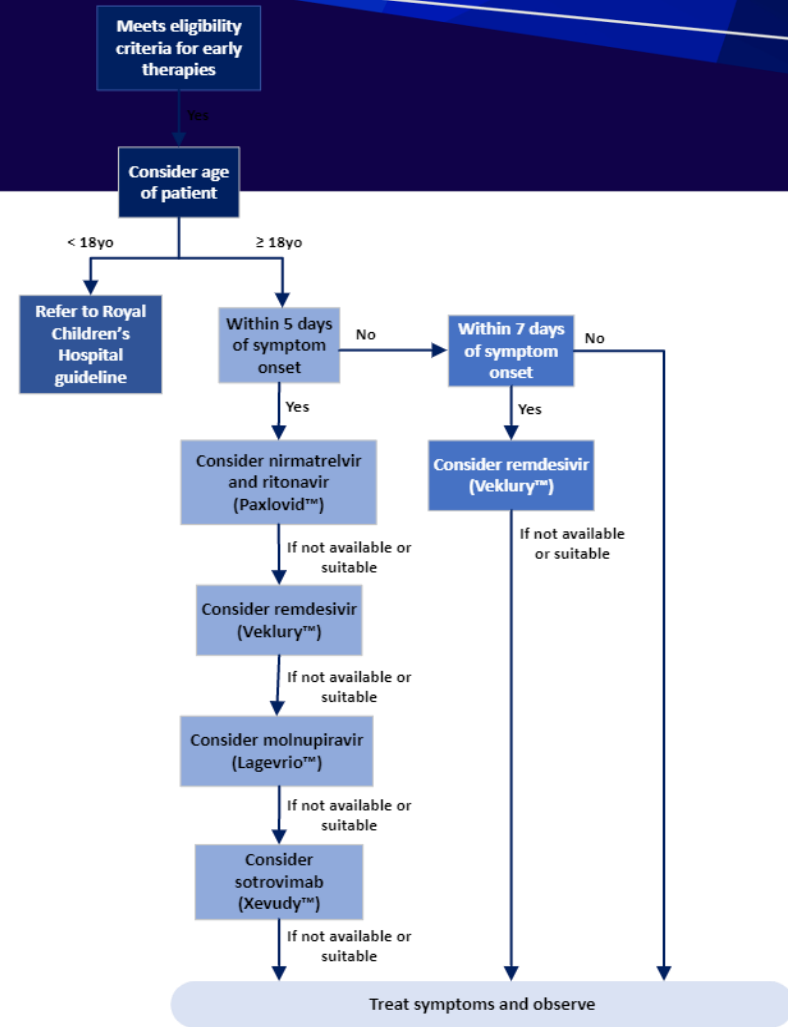 Meets eligibility
criteria for early
therapies
Yes
Consider age
of patient
< 18yo
≥ 18yo
Refer to Royal
Children's
Hospital
guideline
Within 5 days
of symptom
onset
No
Within 7 days
of symptom
onset
No
Yes
Yes
Consider nirmatrelvir
and ritonavir
(Paxlovid™)
Consider remdesivir
(Veklury™)
If not available or
suitable
If not available
or suitable
Consider remdesivir
(Veklury™)
If not available or
suitable
Consider molnupiravir
(Lagevrio™)
If not available or
suitable
Consider
sotrovimab
(Xevudy™)
If not available or
suitable
Treat symptoms and observe